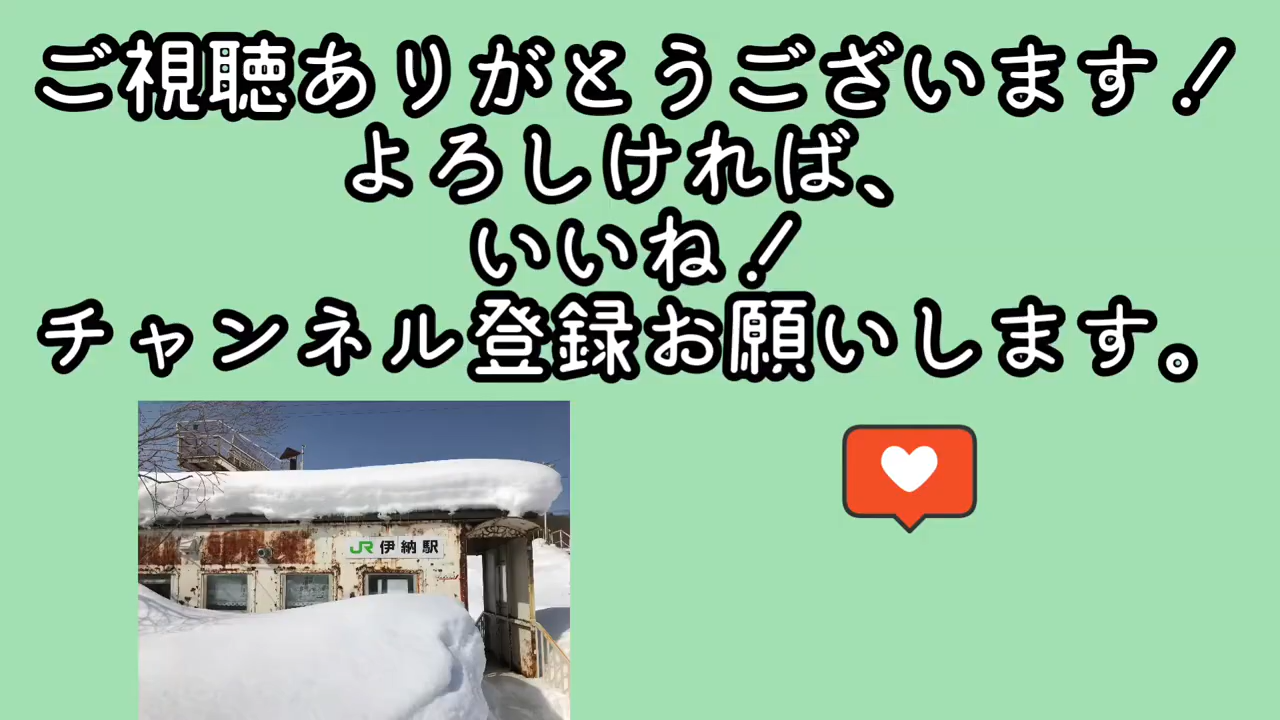 ご視聴ありがとうございます！
よろしければ、
いいね！
チャンネル登録お願いします。
JR 伊納駅